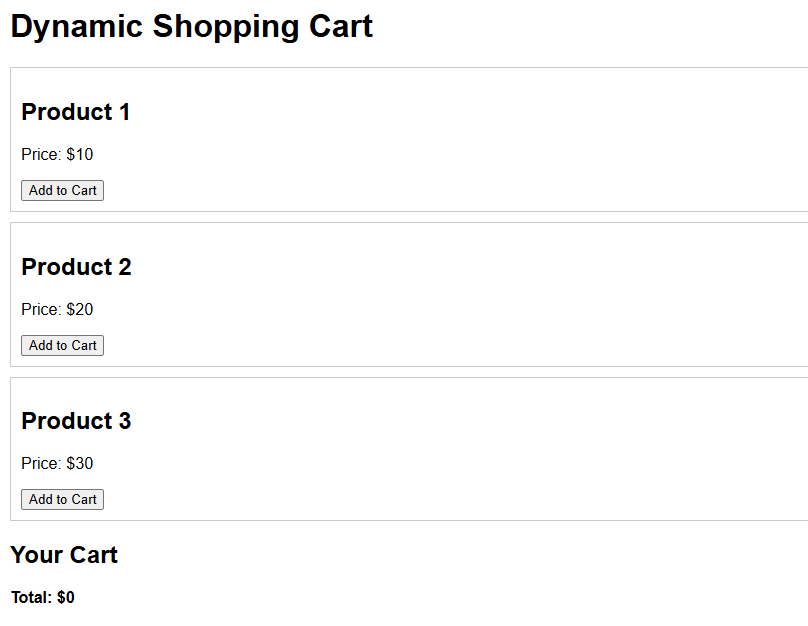 Dynamic Shopping Cart
Product 1
Price: $10
Add to Cart
Product 2
Price: $20
Add to Cart
Product 3
Price: $30
Add to Cart
Your Cart
Total: $0